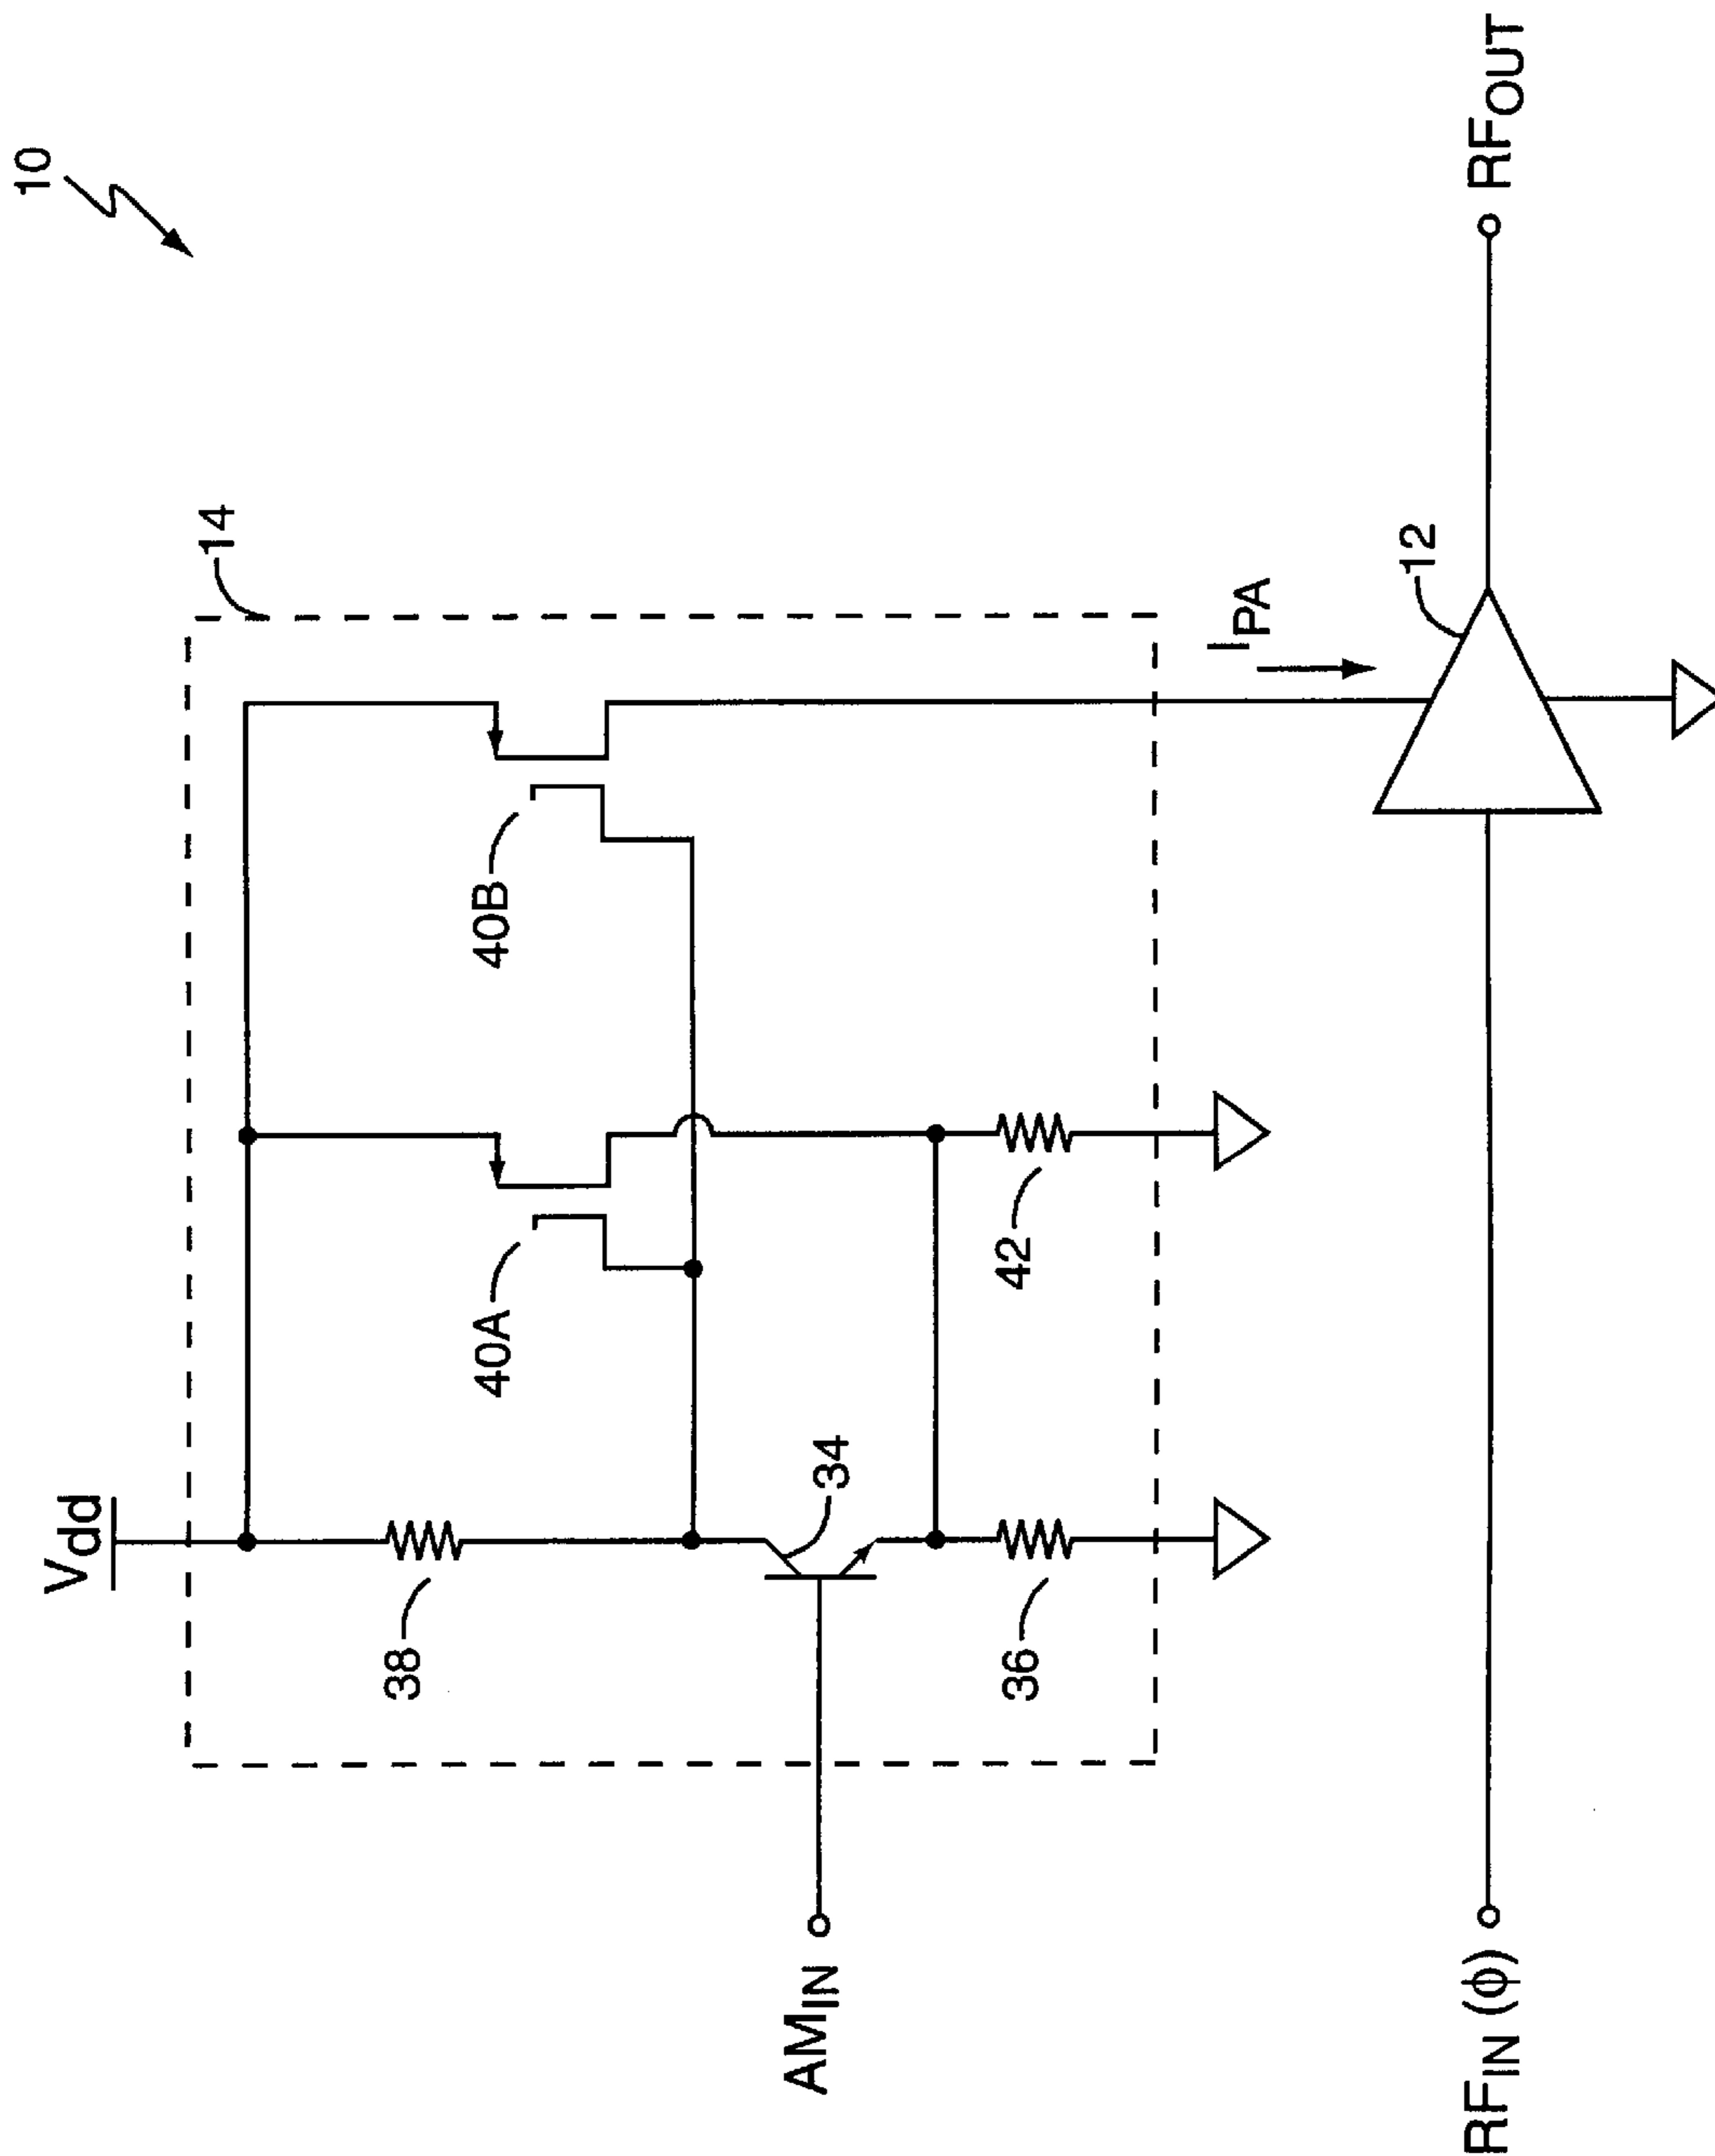 10
Vdd
14
38
40A
40B
34
AMIN
36
42
IPA
12
RFIN (ϕ)
RFOUT